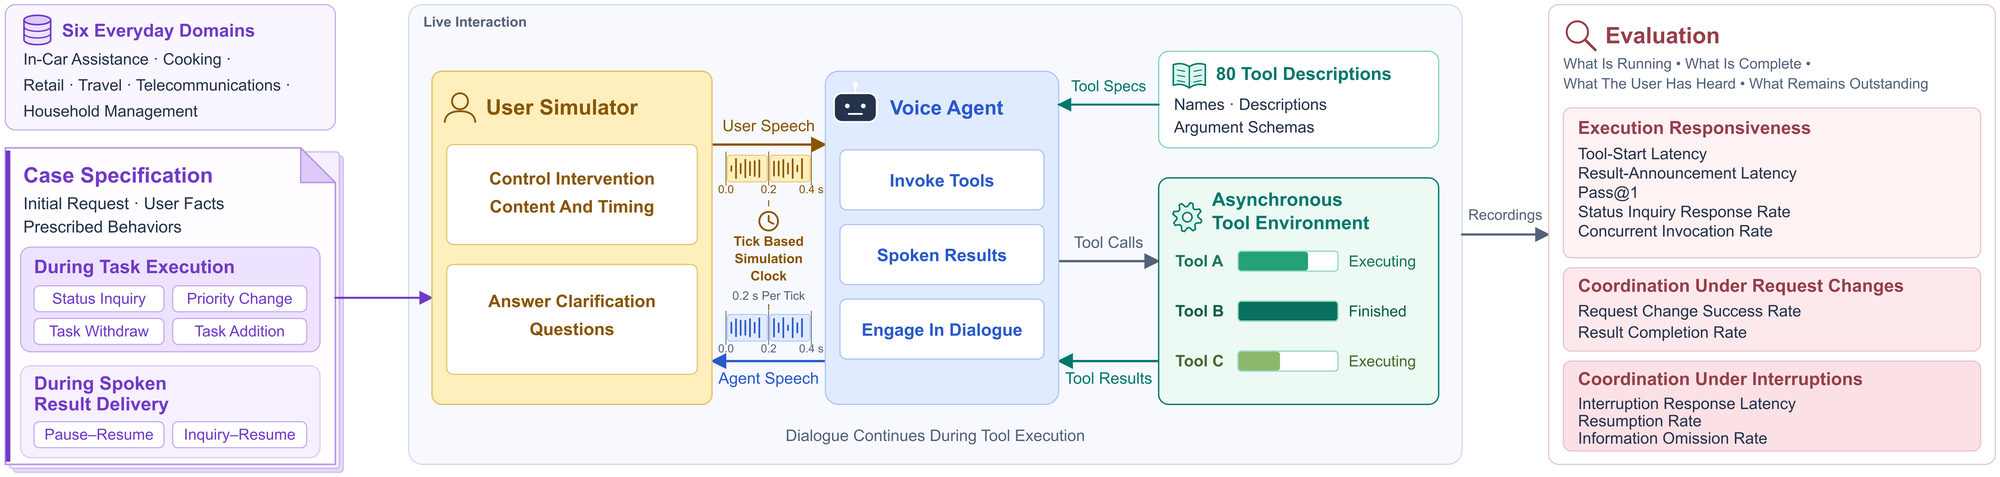 Six Everyday Domains
In-Car Assistance · Cooking ·
Retail · Travel · Telecommunications ·
Household Management
Case Specification
Initial Request · User Facts
Prescribed Behaviors
During Task Execution
Status Inquiry
Priority Change
Task Withdraw
Task Addition
During Spoken
Result Delivery
Pause–Resume
Inquiry–Resume
Live Interaction
User Simulator
Control Intervention
Content And Timing
Answer Clarification
Questions
User Speech
0.0 0.2 0.4 s
Tick Based
Simulation
Clock
0.2 s Per Tick
0.0 0.2 0.4 s
Agent Speech
Voice Agent
Invoke Tools
Spoken Results
Engage In Dialogue
Tool Specs
Tool Calls
Tool Results
80 Tool Descriptions
Names · Descriptions
Argument Schemas
Asynchronous
Tool Environment
Tool A Executing
Tool B Finished
Tool C Executing
Dialogue Continues During Tool Execution
Recordings
Evaluation
What Is Running • What Is Complete •
What The User Has Heard • What Remains Outstanding
Execution Responsiveness
Tool-Start Latency
Result-Announcement Latency
Pass@1
Status Inquiry Response Rate
Concurrent Invocation Rate
Coordination Under Request Changes
Request Change Success Rate
Result Completion Rate
Coordination Under Interruptions
Interruption Response Latency
Resumption Rate
Information Omission Rate